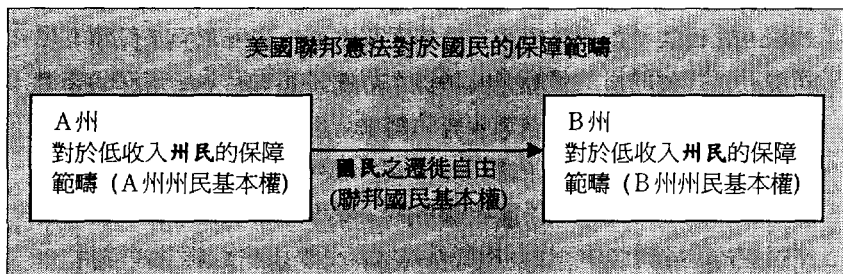 美國聯邦憲法對於國民的保障範疇
A州
對於低收入州民的保障
範疇（A州州民基本權）
國民之遷徙自由
(聯邦國民基本權)
B州
對於低收入州民的保障
範疇（B州州民基本權）